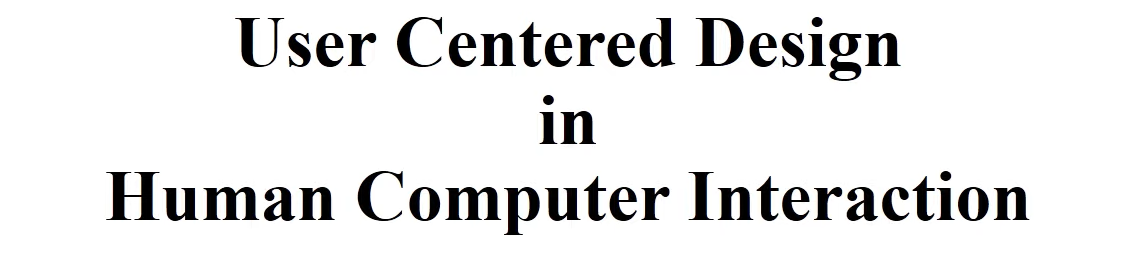 User Centered Design
in
Human Computer Interaction